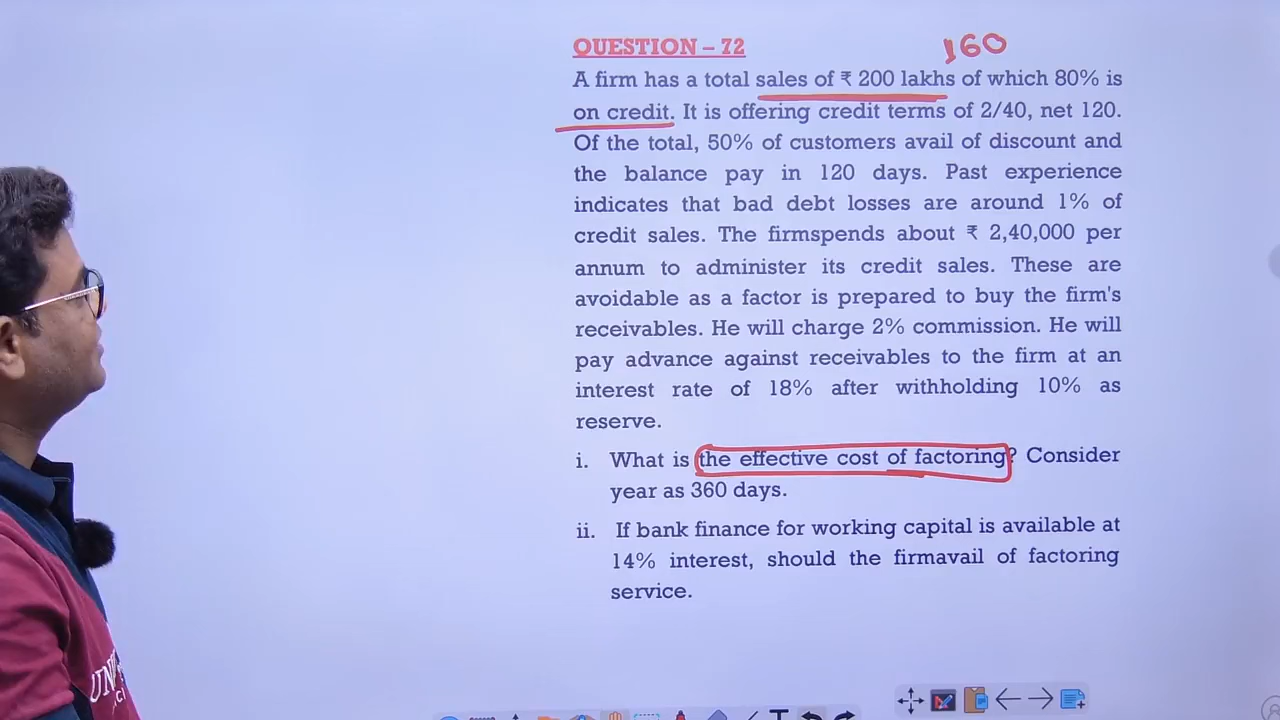 QUESTION – 72
160
A firm has a total sales of ₹ 200 lakhs of which 80% is
on credit. It is offering credit terms of 2/40, net 120.
Of the total, 50% of customers avail of discount and
the balance pay in 120 days. Past experience
indicates that bad debt losses are around 1% of
credit sales. The firmspends about ₹ 2,40,000 per
annum to administer its credit sales. These are
avoidable as a factor is prepared to buy the firm's
receivables. He will charge 2% commission. He will
pay advance against receivables to the firm at an
interest rate of 18% after withholding 10% as
reserve.
i. What is the effective cost of factoring? Consider
year as 360 days.
ii. If bank finance for working capital is available at
14% interest, should the firmavail of factoring
service.